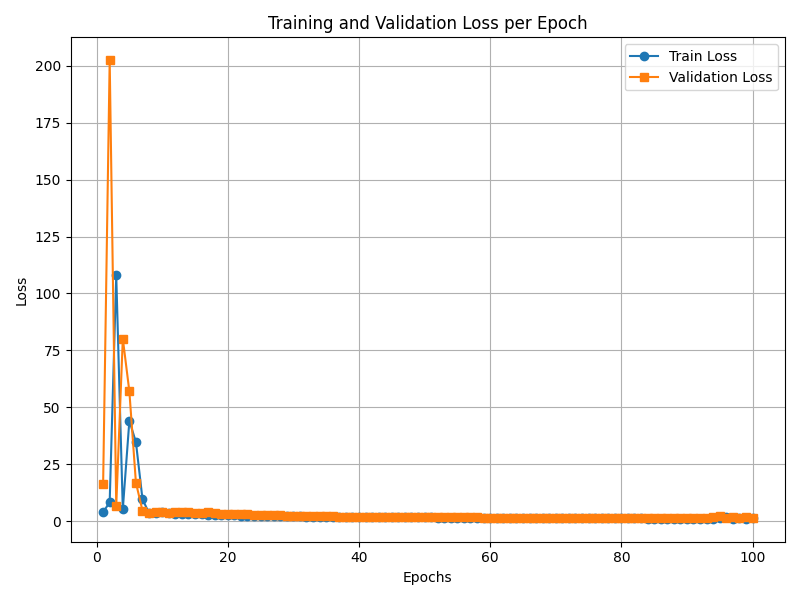 Training and Validation Loss per Epoch
Train Loss
Validation Loss
Loss
200
175
150
125
100
75
50
25
0
0 20 40 60 80 100
Epochs